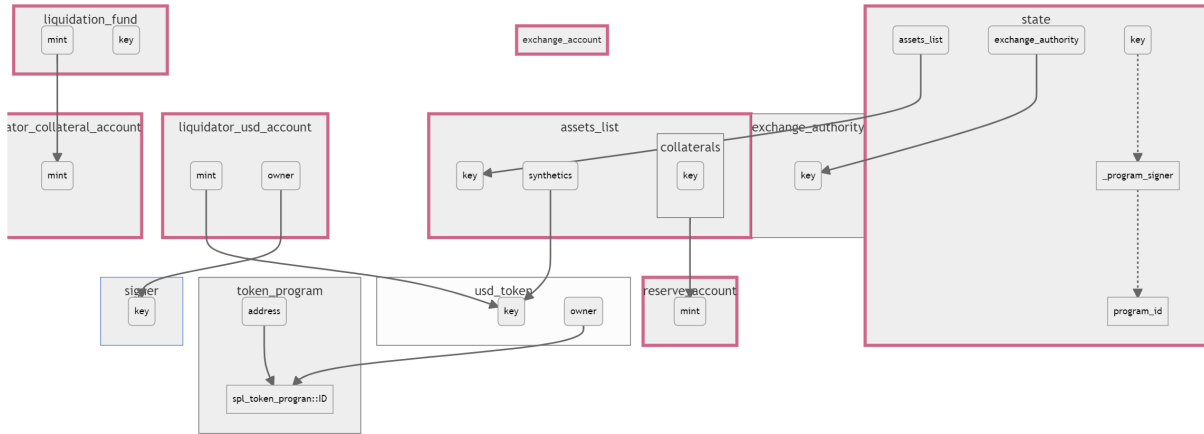 liquidation_fund
mint
key
exchange_account
state
assets_list
exchange_authority
key
ator_collateral_account
mint
liquidator_usd_account
mint
owner
assets_list
key
synthetics
collaterals
key
exchange_authority
key
_program_signer
signer
key
token_program
address
spl_token_progran::ID
usd_token
key
owner
reserve_account
mint
program_id